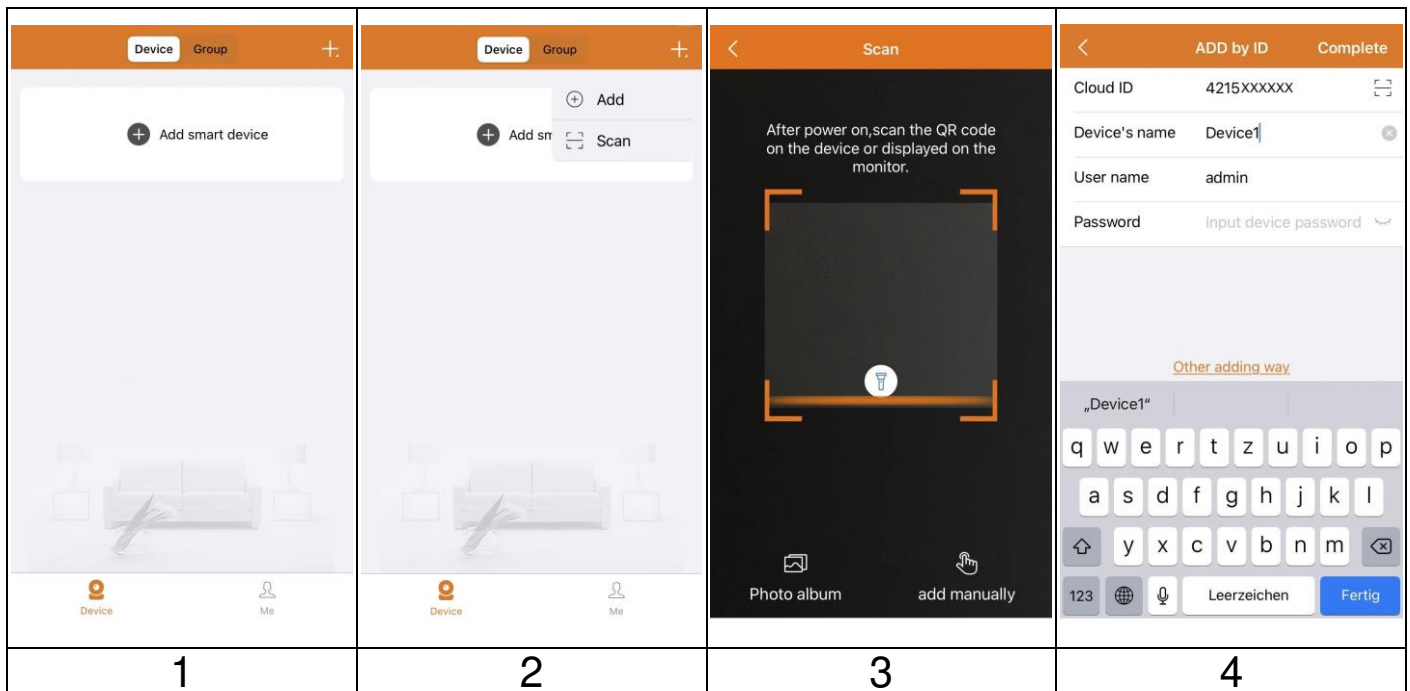 Device Group
Add smart device
Device Me
1
Device Group
Add
Add sm
Scan
Device Me
2
Scan
After power on,scan the QR code
on the device or displayed on the
monitor.
Photo album add manually
3
ADD by ID Complete
Cloud ID 4215XXXXXX
Device's name Device1
User name admin
Password Input device password
Other adding way
„Device1“
q w e r t z u i o p
a s d f g h j k l
y x c v b n m
123 Leerzeichen Fertig
4